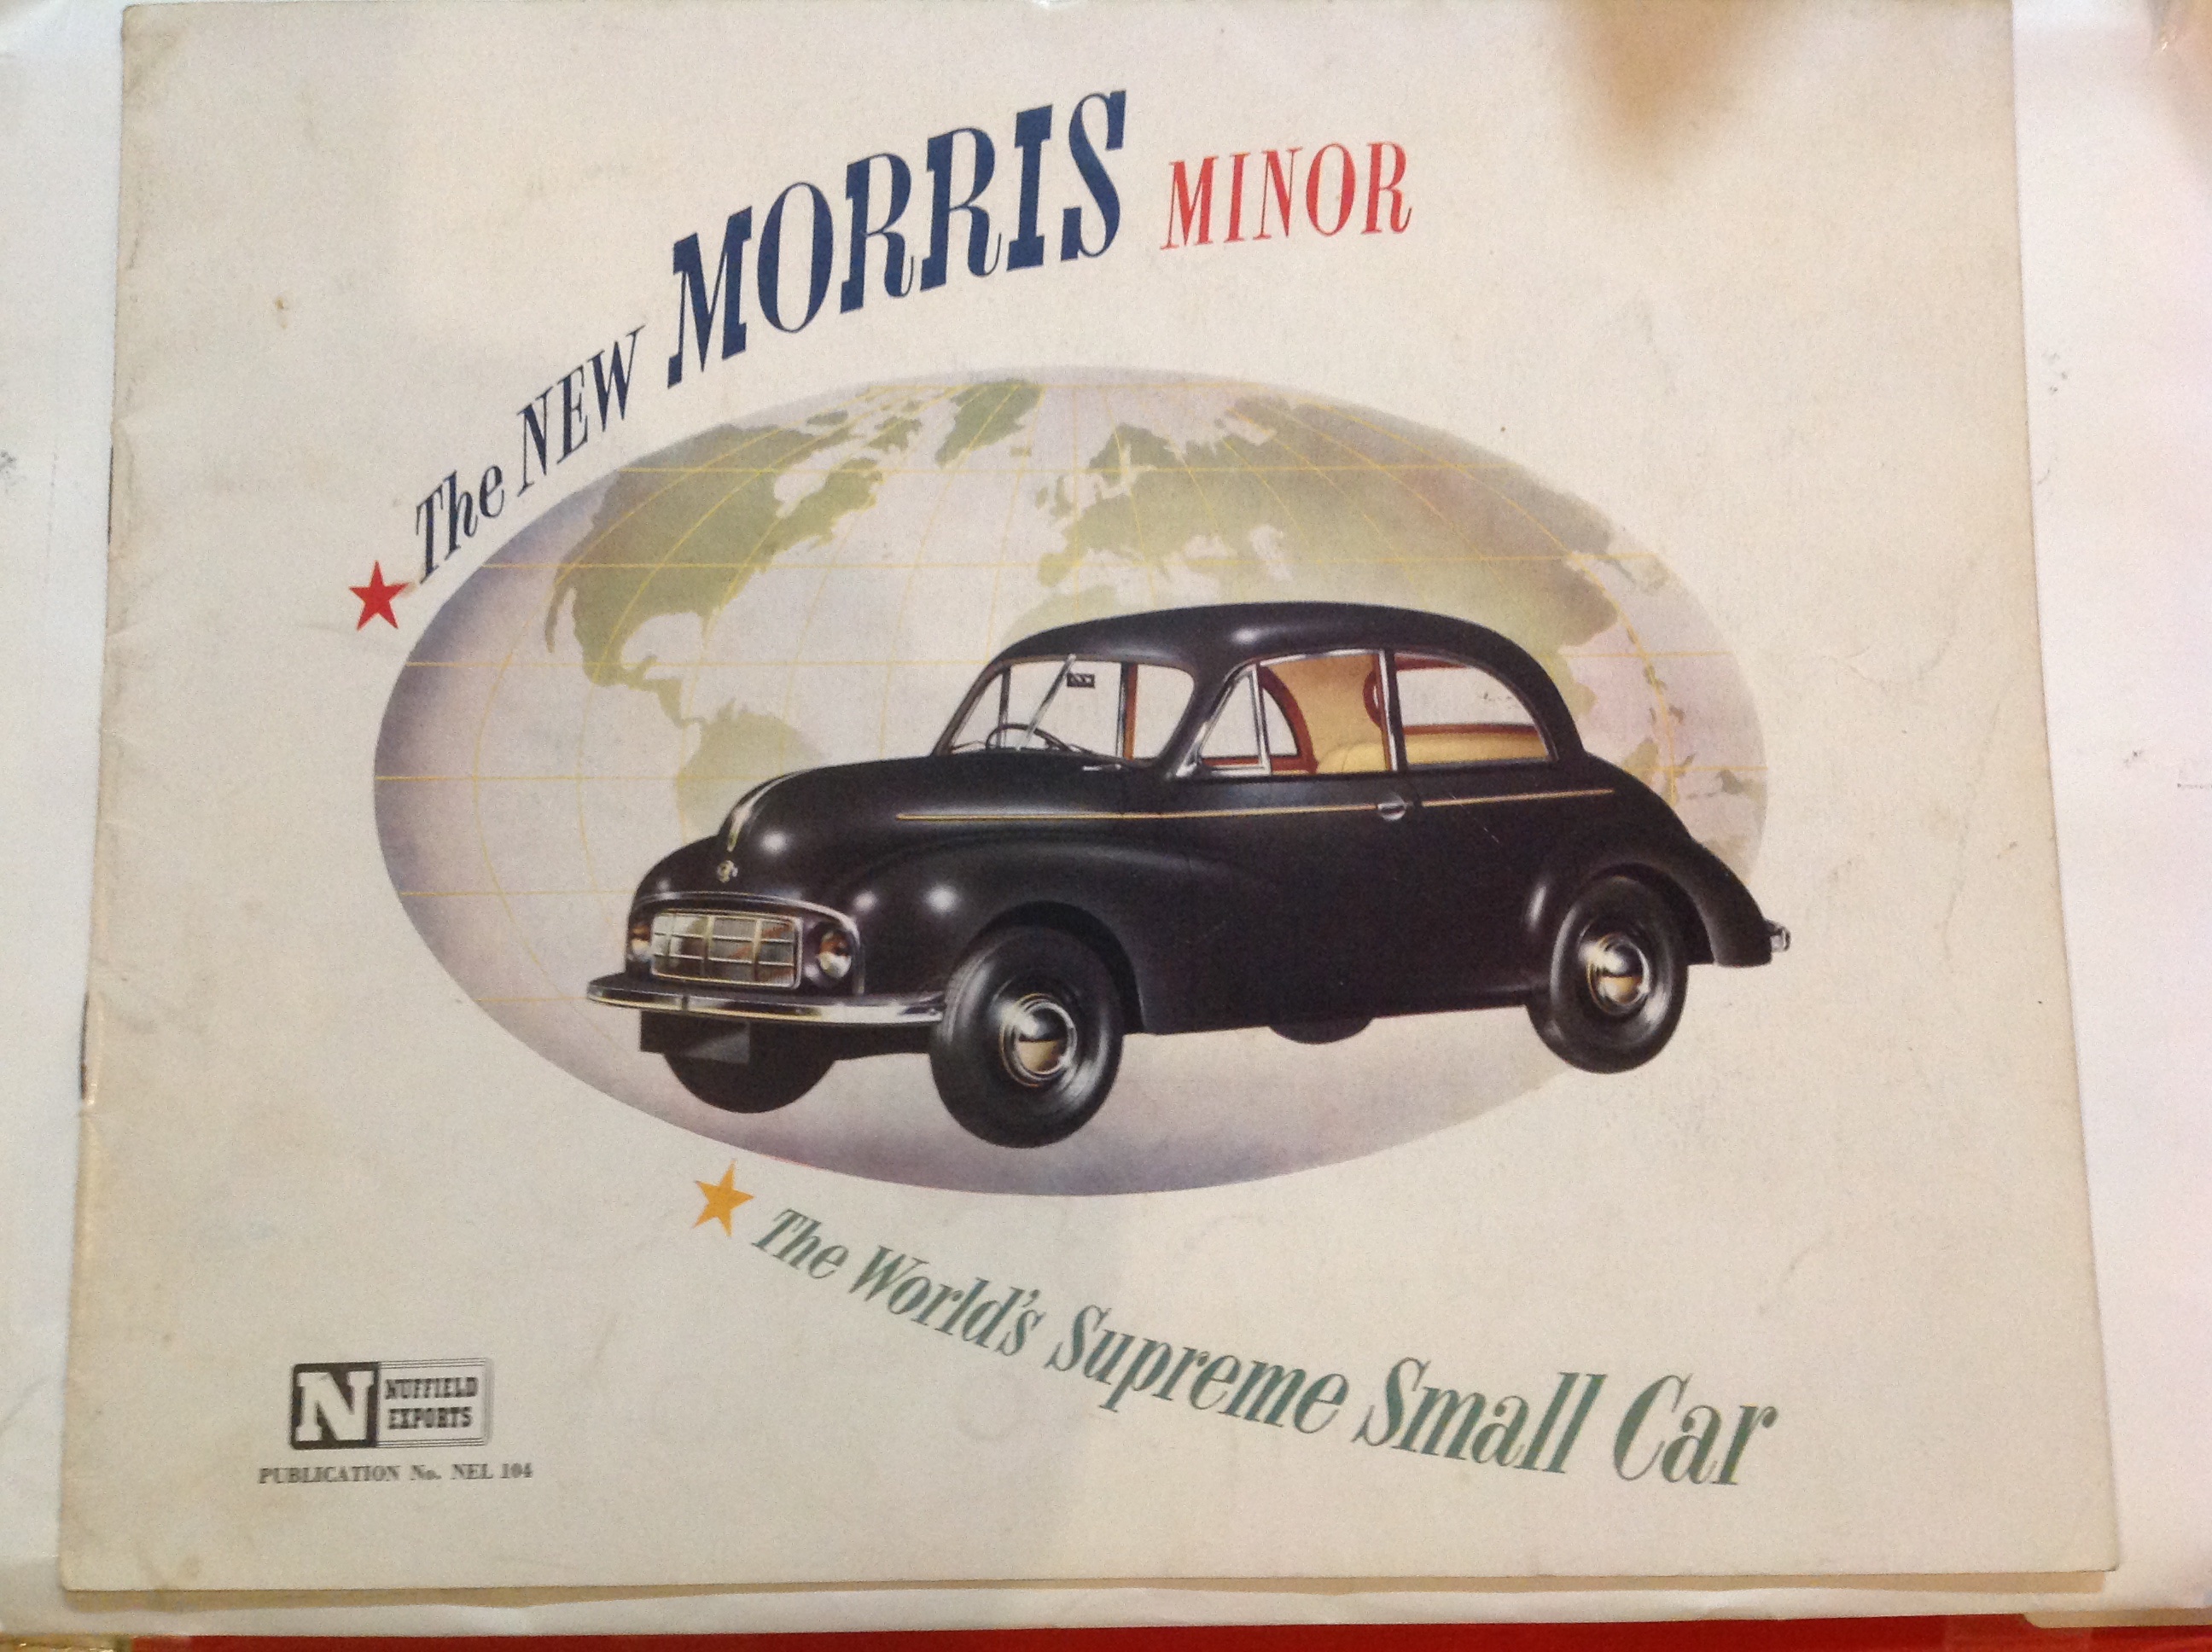 The NEW MORRIS MINOR
The World's Supreme Small Car
N NUFFIELD
EXPORTS
PUBLICATION No. NEL 104